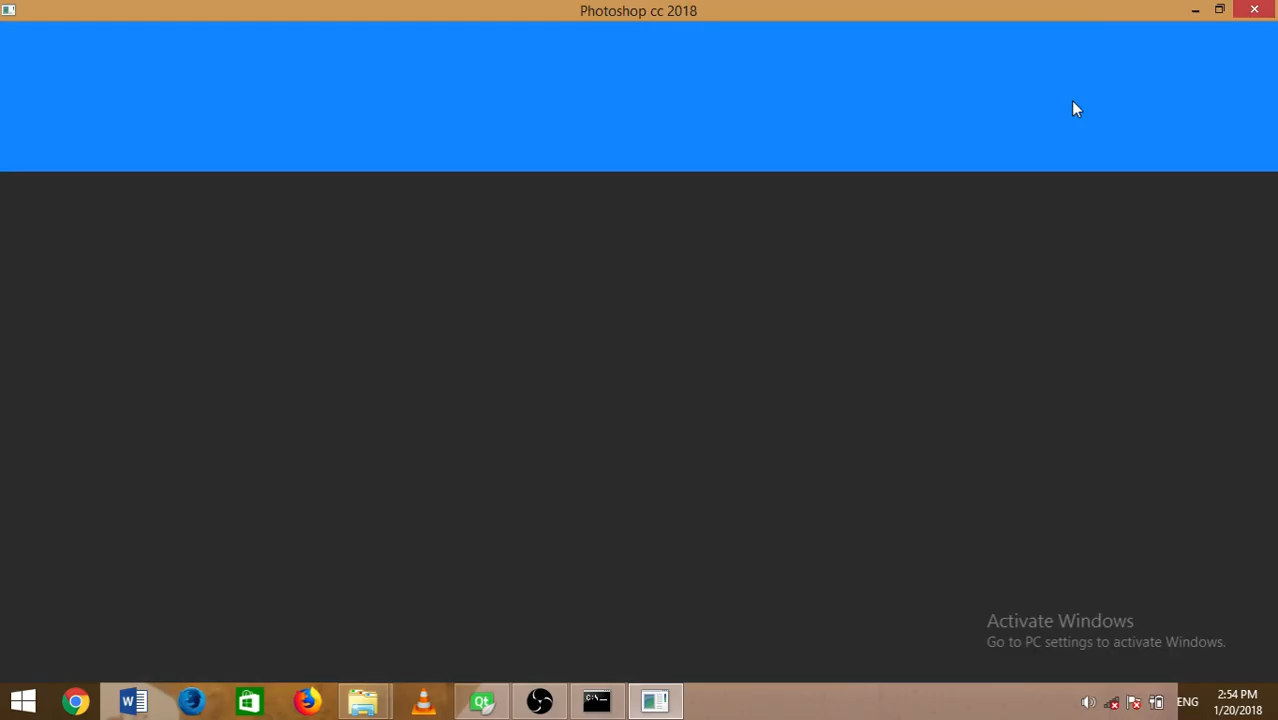 Photoshop cc 2018
Activate Windows
Go to PC settings to activate Windows.
W
Qt
C:\
ENG
2:54 PM
1/20/2018